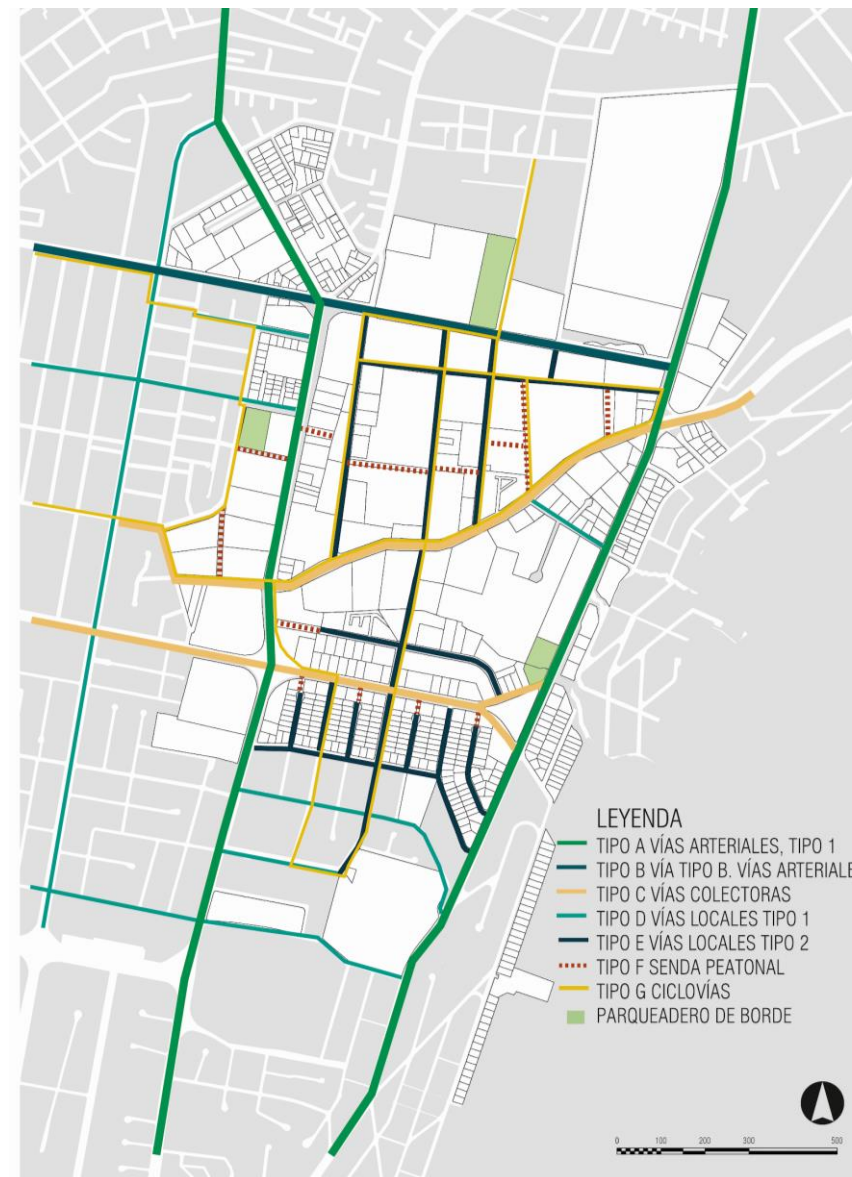 LEYENDA
TIPO A VÍAS ARTERIALES, TIPO 1
TIPO B VÍA TIPO B. VÍAS ARTERIALE
TIPO C VÍAS COLECTORAS
TIPO D VÍAS LOCALES TIPO 1
TIPO E VÍAS LOCALES TIPO 2
TIPO F SENDA PEATONAL
TIPO G CICLOVÍAS
PARQUEADERO DE BORDE
0 100 200 300 500